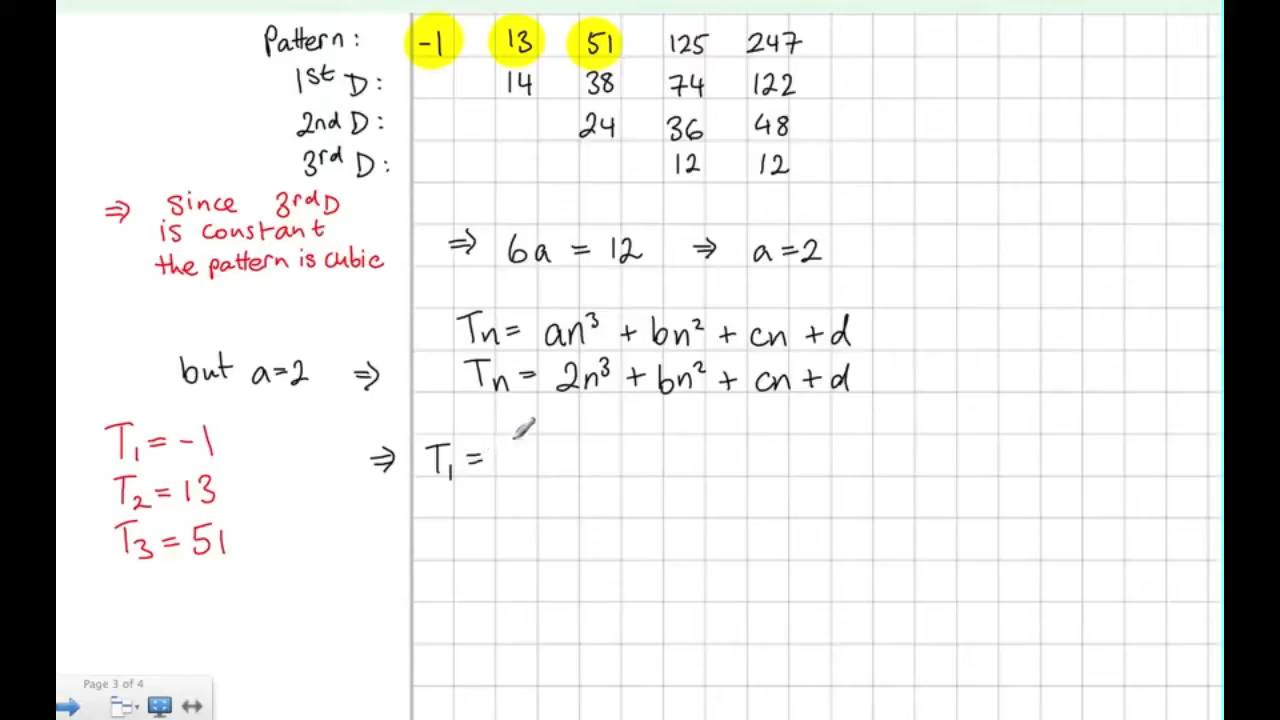 Pattern: -1 13 51 125 247
1st D: 14 38 74 122
2nd D: 24 36 48
3rd D: 12 12
⇒ since 3rd D
is constant
the pattern is cubic
⇒ 6a = 12 ⇒ a = 2
Tn = an³ + bn² + cn + d
but a=2 ⇒ Tn = 2n³ + bn² + cn + d
T₁ = -1
T₂ = 13
T₃ = 51
⇒ T₁ =
Page 3 of 4